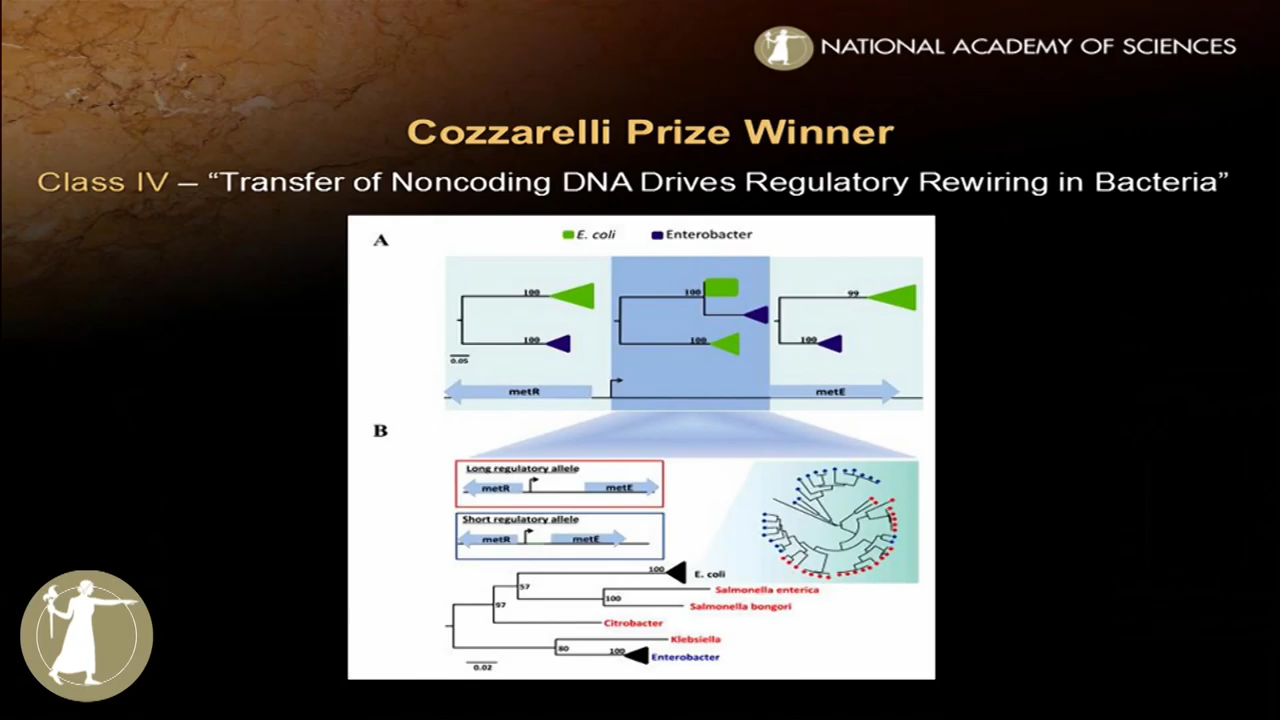 NATIONAL ACADEMY OF SCIENCES
Cozzarelli Prize Winner
Class IV – “Transfer of Noncoding DNA Drives Regulatory Rewiring in Bacteria”
A
E. coli
Enterobacter
100
100
99
100
100
100
0.05
metR
metE
B
Long regulatory allele
metR
metE
Short regulatory allele
metR
metE
100
E. coli
57
Salmonella enterica
100
97
Salmonella bongori
Citrobacter
Klebsiella
80
100
Enterobacter
0.02